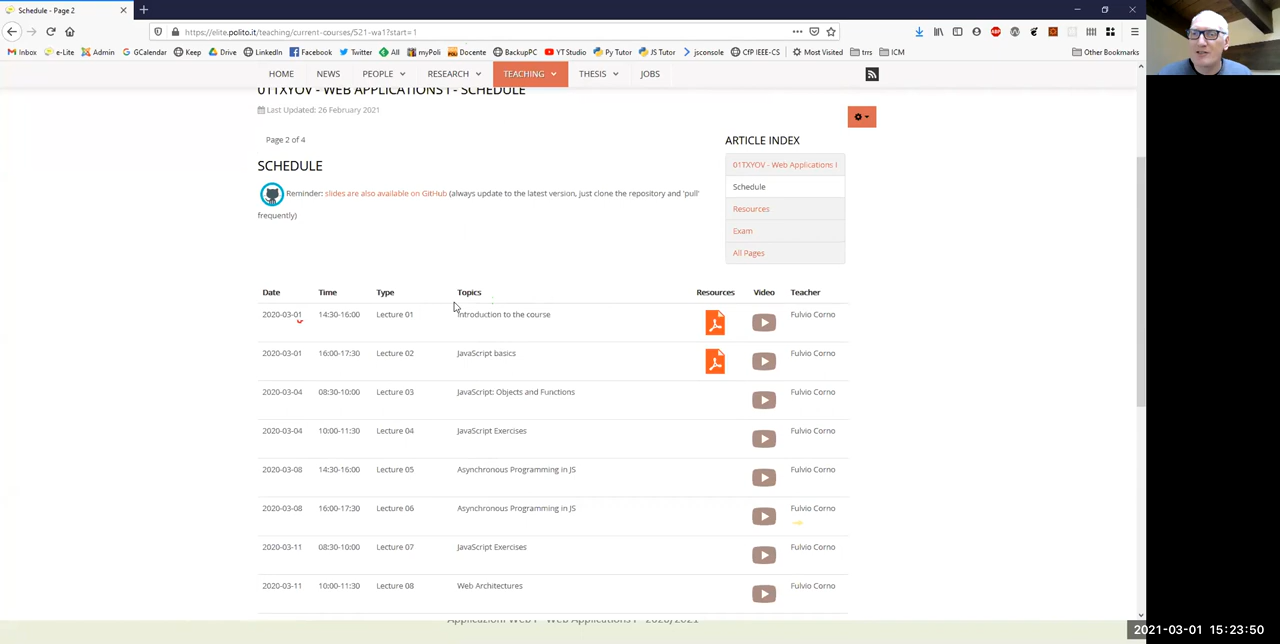 Schedule - Page 2
https://elite.polito.it/teaching/current-courses/521-wa1?start=1
Inbox e-Lite Admin GCalendar Keep Drive LinkedIn Facebook Twitter All myPoli Docente BackupPC YT Studio Py Tutor JS Tutor jsconsole CfP IEEE-CS Most Visited trrs ICM Other Bookmarks
HOME NEWS PEOPLE RESEARCH TEACHING THESIS JOBS
01TXYOV - WEB APPLICATIONS I - SCHEDULE
Last Updated: 26 February 2021
Page 2 of 4
ARTICLE INDEX
01TXYOV - Web Applications I
Schedule
Resources
Exam
All Pages
SCHEDULE
Reminder: slides are also available on GitHub (always update to the latest version, just clone the repository and 'pull'
frequently)
Date Time Type Topics Resources Video Teacher
2020-03-01 14:30-16:00 Lecture 01 Introduction to the course Fulvio Corno
2020-03-01 16:00-17:30 Lecture 02 JavaScript basics Fulvio Corno
2020-03-04 08:30-10:00 Lecture 03 JavaScript: Objects and Functions Fulvio Corno
2020-03-04 10:00-11:30 Lecture 04 JavaScript Exercises Fulvio Corno
2020-03-08 14:30-16:00 Lecture 05 Asynchronous Programming in JS Fulvio Corno
2020-03-08 16:00-17:30 Lecture 06 Asynchronous Programming in JS Fulvio Corno
2020-03-11 08:30-10:00 Lecture 07 JavaScript Exercises Fulvio Corno
2020-03-11 10:00-11:30 Lecture 08 Web Architectures Fulvio Corno
Applicazioni Web I - Web Applications I - 2020/2021
2021-03-01 15:23:50